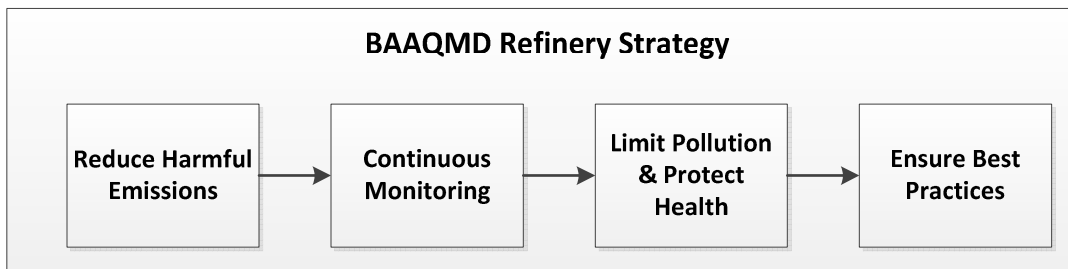 BAAQMD Refinery Strategy
Reduce Harmful
Emissions
Continuous
Monitoring
Limit Pollution
& Protect
Health
Ensure Best
Practices